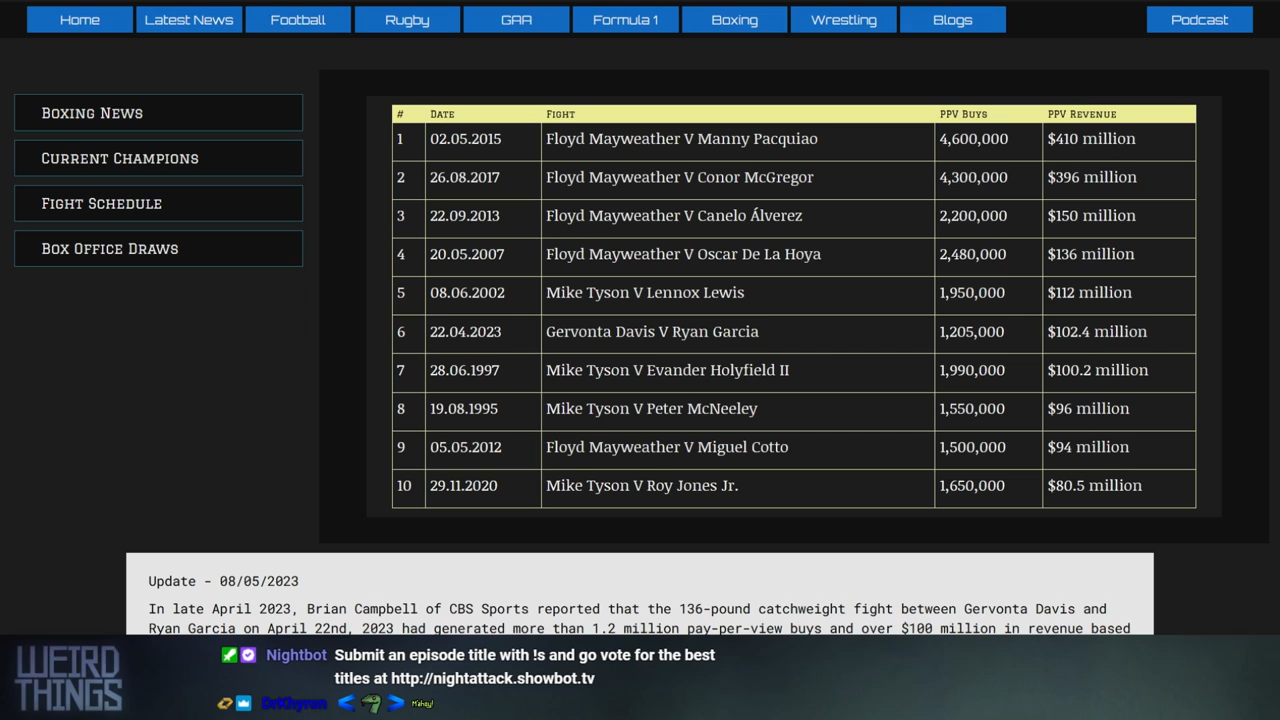 Home Latest News Football Rugby GAA Formula 1 Boxing Wrestling Blogs Podcast
Boxing News
Current Champions
Fight Schedule
Box Office Draws
# Date Fight PPV Buys PPV Revenue
1 02.05.2015 Floyd Mayweather V Manny Pacquiao 4,600,000 $410 million
2 26.08.2017 Floyd Mayweather V Conor McGregor 4,300,000 $396 million
3 22.09.2013 Floyd Mayweather V Canelo Álverez 2,200,000 $150 million
4 20.05.2007 Floyd Mayweather V Oscar De La Hoya 2,480,000 $136 million
5 08.06.2002 Mike Tyson V Lennox Lewis 1,950,000 $112 million
6 22.04.2023 Gervonta Davis V Ryan Garcia 1,205,000 $102.4 million
7 28.06.1997 Mike Tyson V Evander Holyfield II 1,990,000 $100.2 million
8 19.08.1995 Mike Tyson V Peter McNeeley 1,550,000 $96 million
9 05.05.2012 Floyd Mayweather V Miguel Cotto 1,500,000 $94 million
10 29.11.2020 Mike Tyson V Roy Jones Jr. 1,650,000 $80.5 million
Update - 08/05/2023
In late April 2023, Brian Campbell of CBS Sports reported that the 136-pound catchweight fight between Gervonta Davis and
Ryan Garcia on April 22nd, 2023 had generated more than 1.2 million pay-per-view buys and over $100 million in revenue based
WEIRD
THINGS
Nightbot Submit an episode title with !s and go vote for the best
titles at http://nightattack.showbot.tv
DrKhyron < >